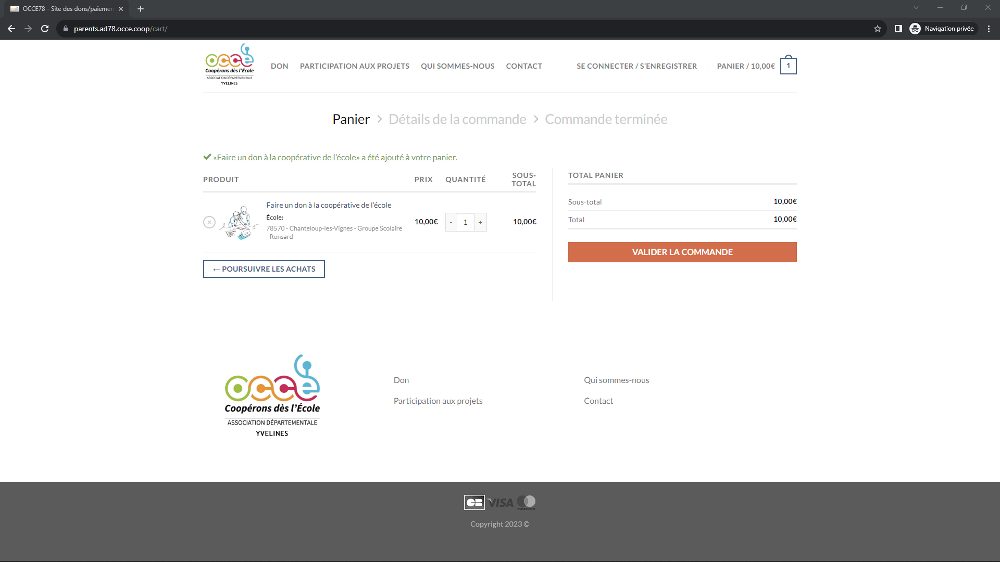 OCCE78 - Site des dons/paiemen
parents.ad78.occe.coop/cart/
Navigation privée
occe
Coopérons dès l'École
ASSOCIATION DÉPARTEMENTALE
YVELINES
DON
PARTICIPATION AUX PROJETS
QUI SOMMES-NOUS
CONTACT
SE CONNECTER / S'ENREGISTRER
PANIER / 10,00€
1
Panier > Détails de la commande > Commande terminée
«Faire un don à la coopérative de l'école» a été ajouté à votre panier.
PRODUIT PRIX QUANTITÉ SOUS-
TOTAL
Faire un don à la coopérative de l'école
École:
78570 - Chanteloup-les-Vignes - Groupe Scolaire
- Ronsard
10,00€ - 1 + 10,00€
← POURSUIVRE LES ACHATS
TOTAL PANIER
Sous-total 10,00€
Total 10,00€
VALIDER LA COMMANDE
occe
Coopérons dès l'École
ASSOCIATION DÉPARTEMENTALE
YVELINES
Don
Participation aux projets
Qui sommes-nous
Contact
CB VISA mastercard
Copyright 2023 ©